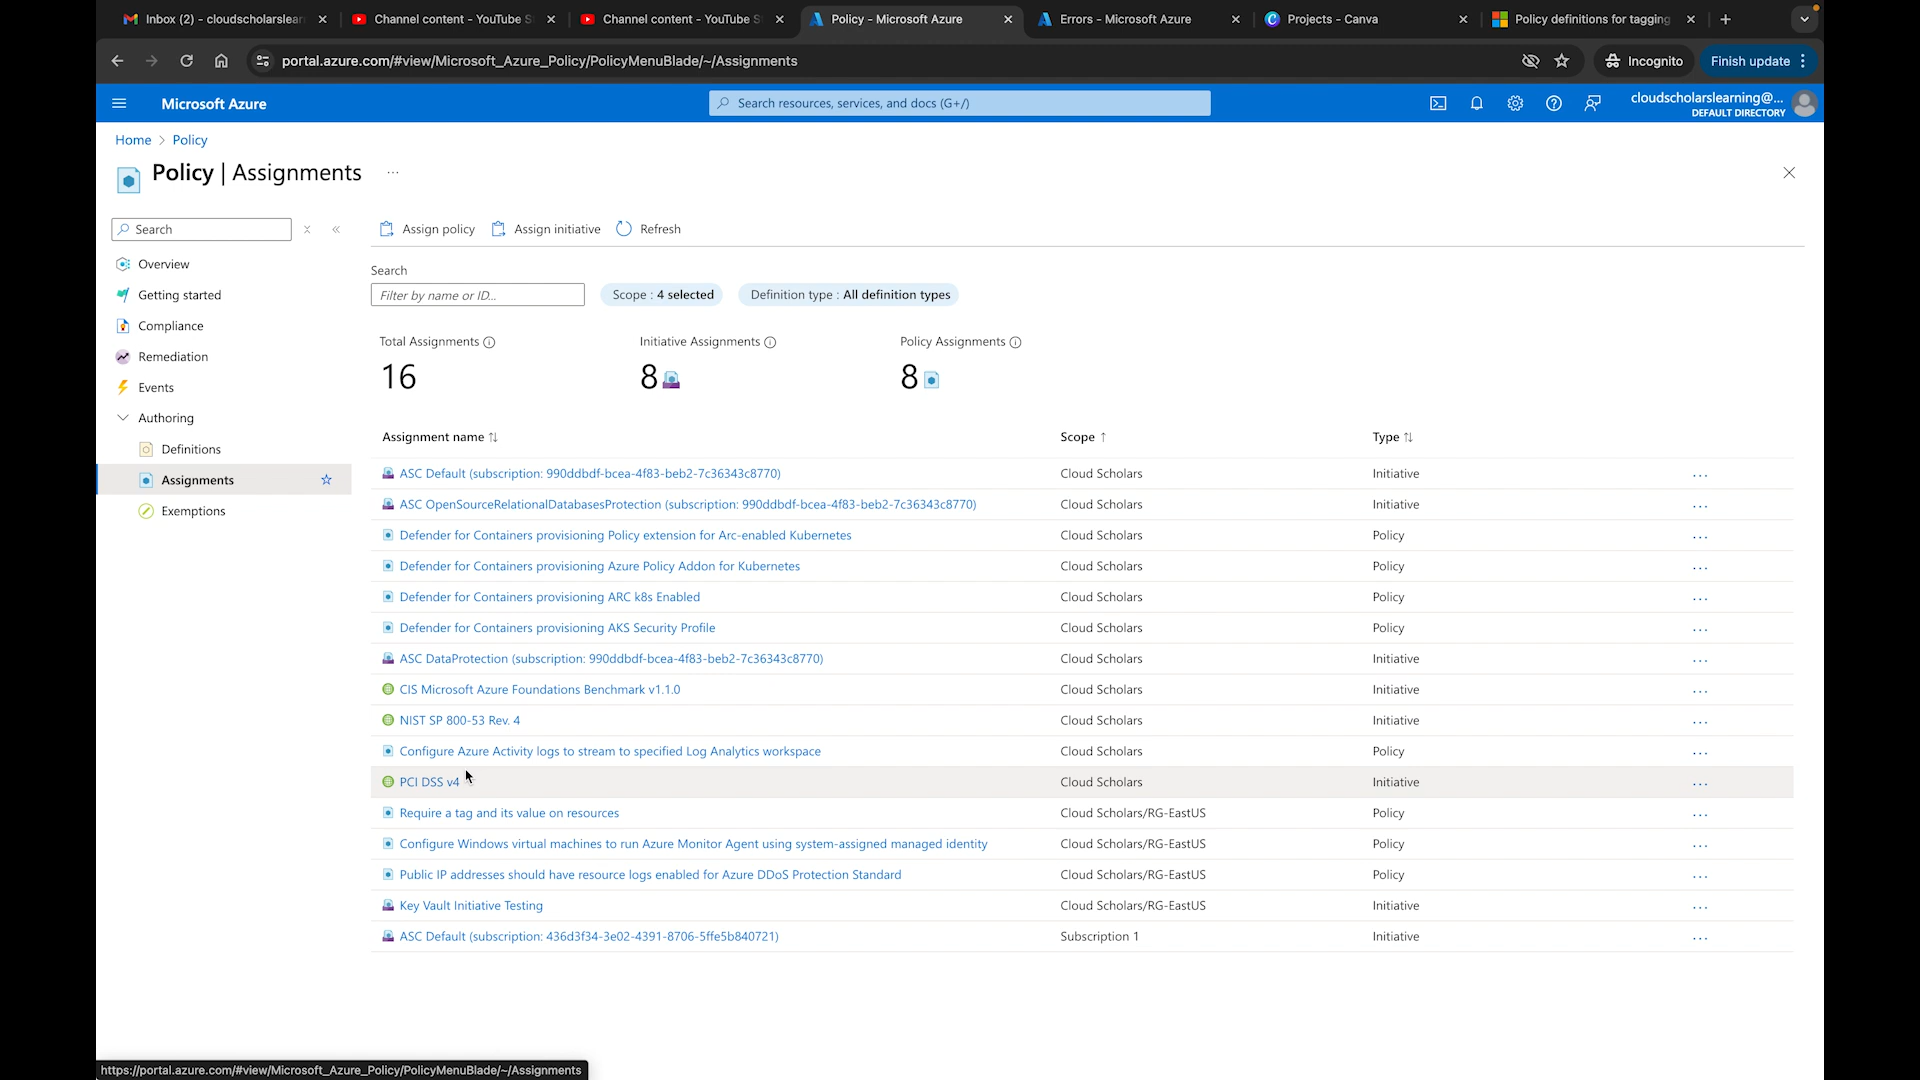 Inbox (2) - cloudscholarslear
Channel content - YouTube S
Channel content - YouTube S
Policy - Microsoft Azure
Errors - Microsoft Azure
Projects - Canva
Policy definitions for tagging
portal.azure.com/#view/Microsoft_Azure_Policy/PolicyMenuBlade/~/Assignments
Incognito
Finish update
Microsoft Azure
Search resources, services, and docs (G+/)
cloudscholarslearning@...
DEFAULT DIRECTORY
Home > Policy
Policy | Assignments ...
Search
Overview
Getting started
Compliance
Remediation
Events
Authoring
Definitions
Assignments
Exemptions
Assign policy Assign initiative Refresh
Search
Filter by name or ID...
Scope : 4 selected
Definition type : All definition types
Total Assignments
16
Initiative Assignments
8
Policy Assignments
8
Assignment name Scope Type
ASC Default (subscription: 990ddbdf-bcea-4f83-beb2-7c36343c8770) Cloud Scholars Initiative ...
ASC OpenSourceRelationalDatabasesProtection (subscription: 990ddbdf-bcea-4f83-beb2-7c36343c8770) Cloud Scholars Initiative ...
Defender for Containers provisioning Policy extension for Arc-enabled Kubernetes Cloud Scholars Policy ...
Defender for Containers provisioning Azure Policy Addon for Kubernetes Cloud Scholars Policy ...
Defender for Containers provisioning ARC k8s Enabled Cloud Scholars Policy ...
Defender for Containers provisioning AKS Security Profile Cloud Scholars Policy ...
ASC DataProtection (subscription: 990ddbdf-bcea-4f83-beb2-7c36343c8770) Cloud Scholars Initiative ...
CIS Microsoft Azure Foundations Benchmark v1.1.0 Cloud Scholars Initiative ...
NIST SP 800-53 Rev. 4 Cloud Scholars Initiative ...
Configure Azure Activity logs to stream to specified Log Analytics workspace Cloud Scholars Policy ...
PCI DSS v4 Cloud Scholars Initiative ...
Require a tag and its value on resources Cloud Scholars/RG-EastUS Policy ...
Configure Windows virtual machines to run Azure Monitor Agent using system-assigned managed identity Cloud Scholars/RG-EastUS Policy ...
Public IP addresses should have resource logs enabled for Azure DDoS Protection Standard Cloud Scholars/RG-EastUS Policy ...
Key Vault Initiative Testing Cloud Scholars/RG-EastUS Initiative ...
ASC Default (subscription: 436d3f34-3e02-4391-8706-5ffe5b840721) Subscription 1 Initiative ...
https://portal.azure.com/#view/Microsoft_Azure_Policy/PolicyMenuBlade/~/Assignments